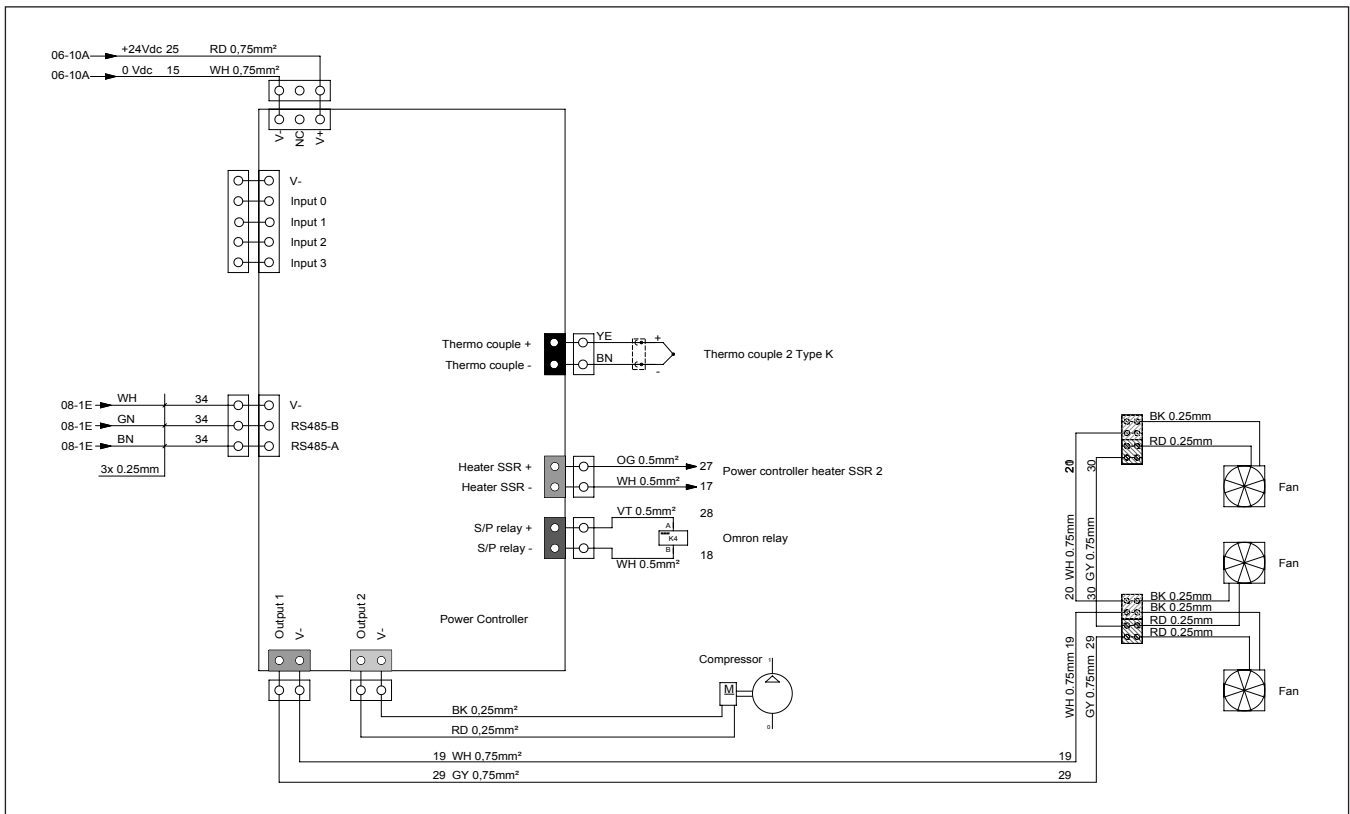 06-10A +24Vdc 25 RD 0,75mm²
06-10A 0 Vdc 15 WH 0,75mm²
V- NC V+
V-
Input 0
Input 1
Input 2
Input 3
Thermo couple + YE +
Thermo couple 2 Type K
Thermo couple - BN -
08-1E WH 34 V-
08-1E GN 34 RS485-B
08-1E BN 34 RS485-A
3x 0.25mm
Heater SSR + OG 0.5mm² 27
Power controller heater SSR 2
Heater SSR - WH 0.5mm² 17
VT 0.5mm² 28
S/P relay + A
K4 Omron relay
S/P relay - B 18
WH 0.5mm²
Power Controller
Output 1 V- Output 2 V-
BK 0.25mm
RD 0.25mm
Fan
30
20 WH 0.75mm
30 GY 0.75mm
Fan
BK 0.25mm
BK 0.25mm
RD 0.25mm
RD 0.25mm
WH 0.75mm 19
GY 0.75mm 29
Fan
Compressor 1
M
0
BK 0,25mm²
RD 0,25mm²
19 WH 0,75mm² 19
29 GY 0,75mm² 29